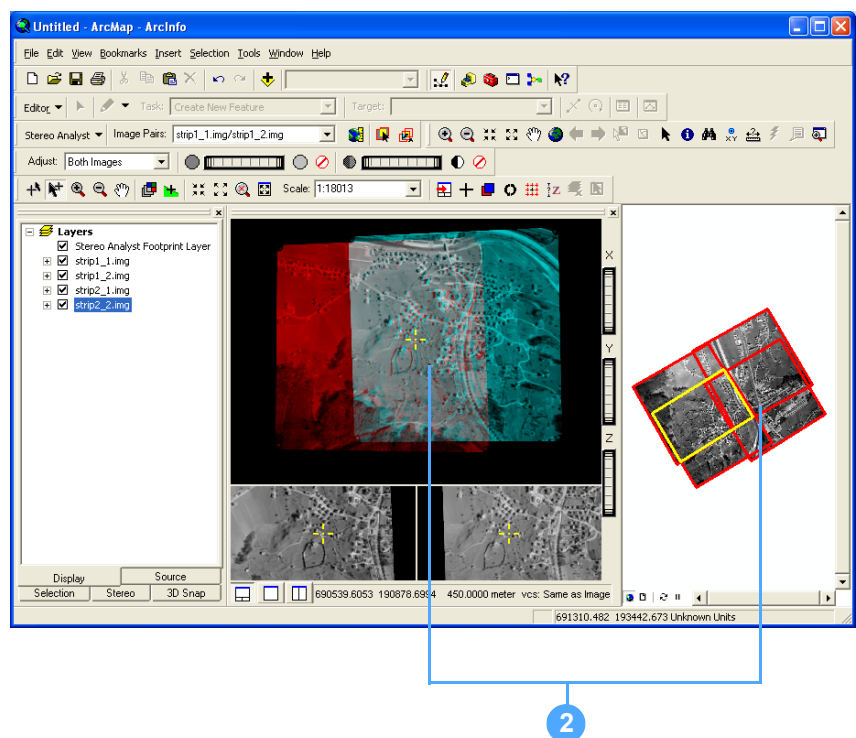 Untitled - ArcMap - ArcInfo
File Edit View Bookmarks Insert Selection Tools Window Help
Editor Task: Create New Feature Target:
Stereo Analyst Image Pairs: strip1_1.img/strip1_2.img
Adjust: Both Images
Scale: 1:18013
Layers
Stereo Analyst Footprint Layer
strip1_1.img
strip1_2.img
strip2_1.img
strip2_2.img
X
Y
Z
Display Source
Selection Stereo 3D Snap
690539.6053 190878.6994 450.0000 meter vcs: Same as Image
691310.482 193442.673 Unknown Units
2